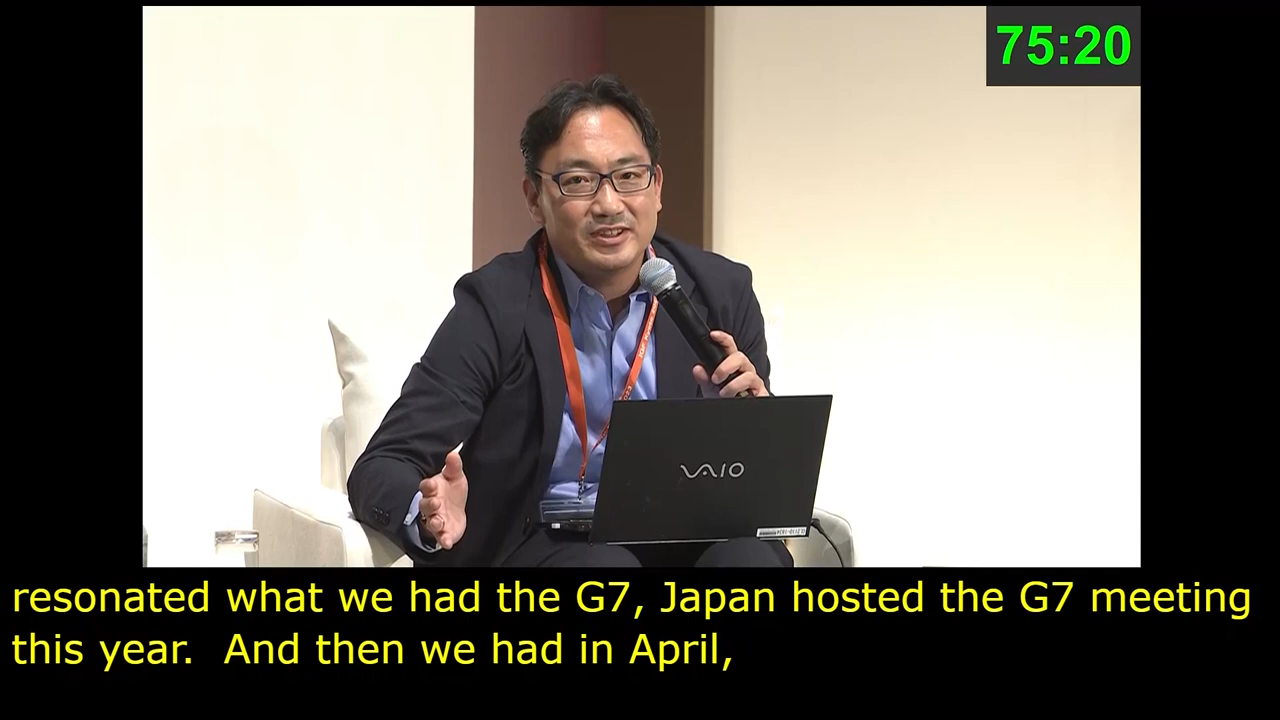 75:20
VAIO
resonated what we had the G7, Japan hosted the G7 meeting
this year.  And then we had in April,